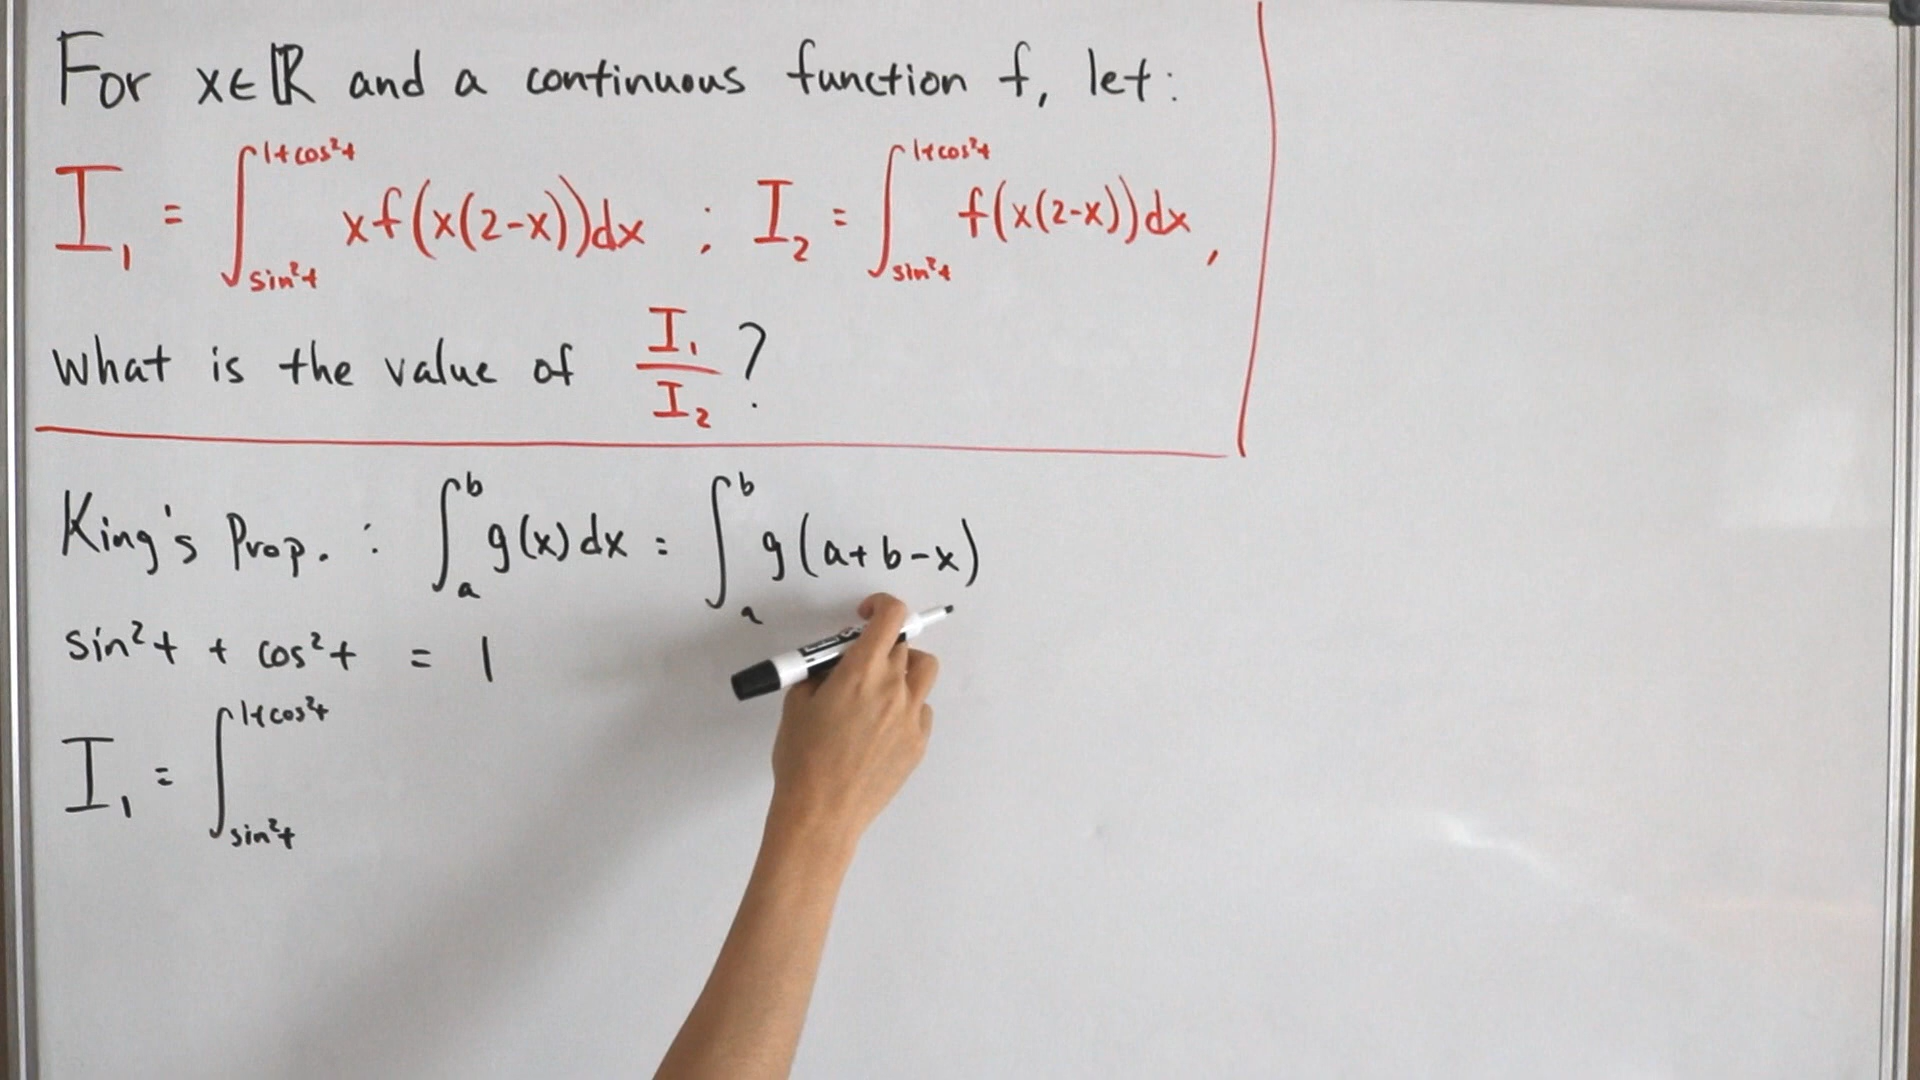 For x∈ℝ and a continuous function f, let:
I₁ = ∫_{sin²t}^{1+cos²t} xf(x(2-x))dx ; I₂ = ∫_{sin²t}^{1+cos²t} f(x(2-x))dx,
what is the value of I₁/I₂?
King's Prop. : ∫_a^b g(x)dx = ∫_a^b g(a+b-x)
sin²t + cos²t = 1
I₁ = ∫_{sin²t}^{1+cos²t}